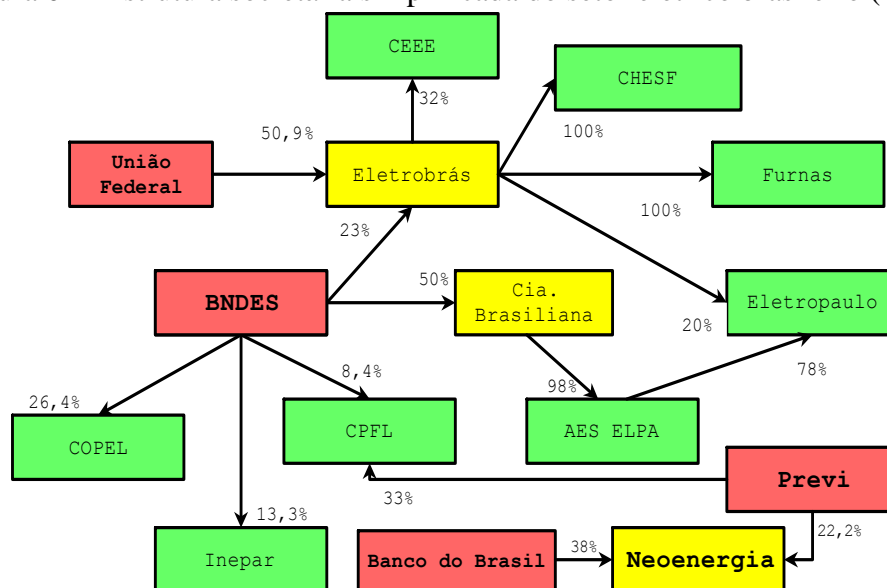 CEEE
CHESF
32%
100%
50,9%
União
Federal
Eletrobrás
Furnas
100%
23%
BNDES
50%
Cia.
Brasiliana
Eletropaulo
20%
8,4%
98%
78%
26,4%
COPEL
CPFL
AES ELPA
Previ
33%
13,3%
22,2%
Inepar
Banco do Brasil
38%
Neoenergia